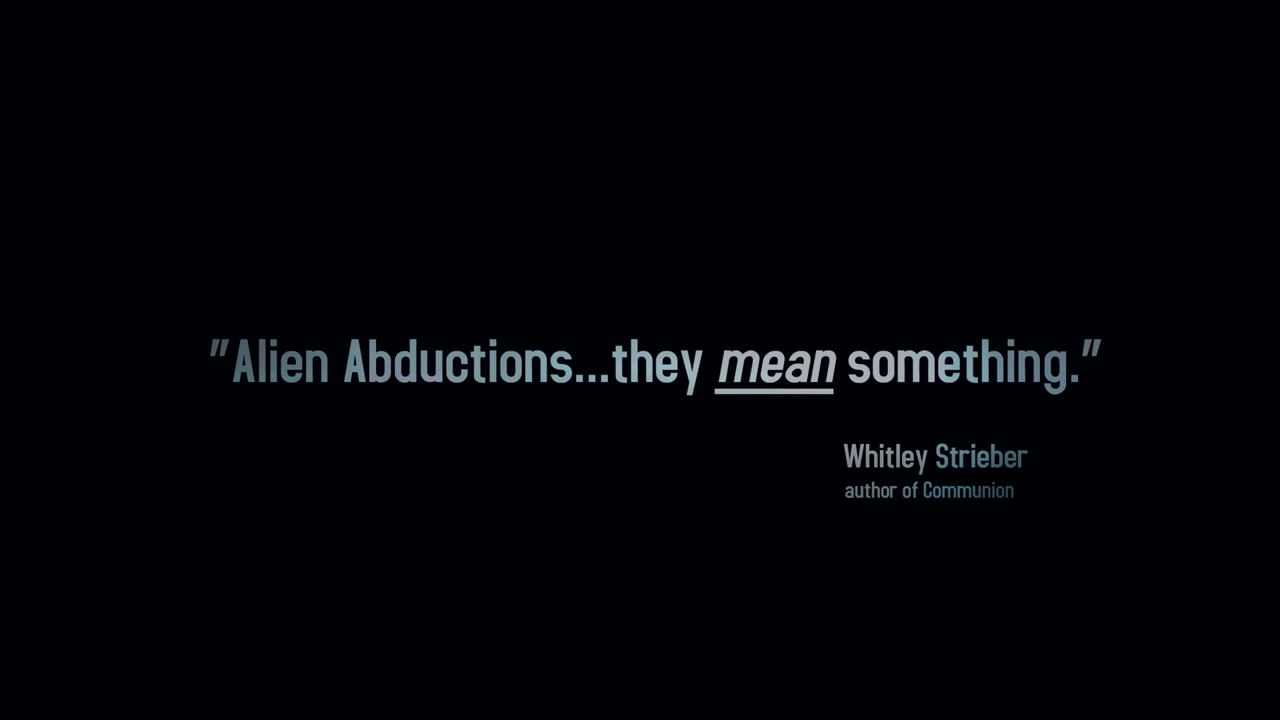 "Alien Abductions...they mean something."
Whitley Strieber
author of Communion